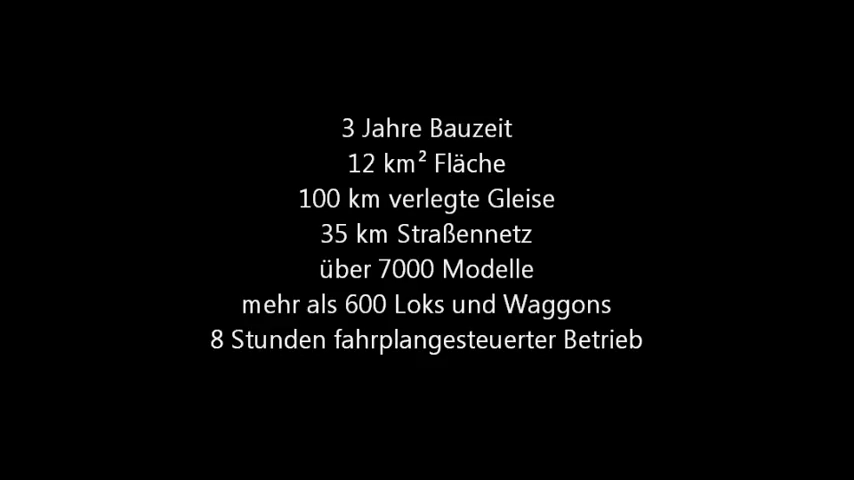 3 Jahre Bauzeit
12 km² Fläche
100 km verlegte Gleise
35 km Straßennetz
über 7000 Modelle
mehr als 600 Loks und Waggons
8 Stunden fahrplangesteuerter Betrieb